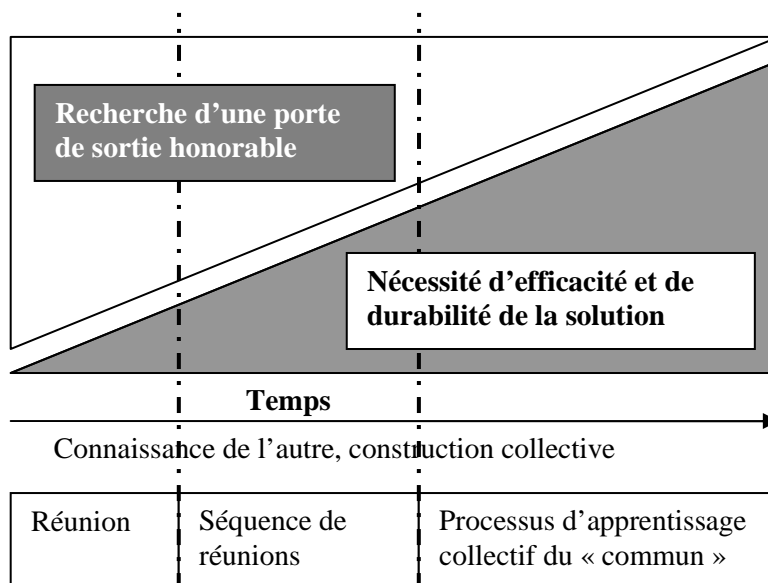 Recherche d’une porte
de sortie honorable
Nécessité d’efficacité et de
durabilité de la solution
Temps
Connaissance de l’autre, construction collective
Réunion
Séquence de
réunions
Processus d’apprentissage
collectif du « commun »